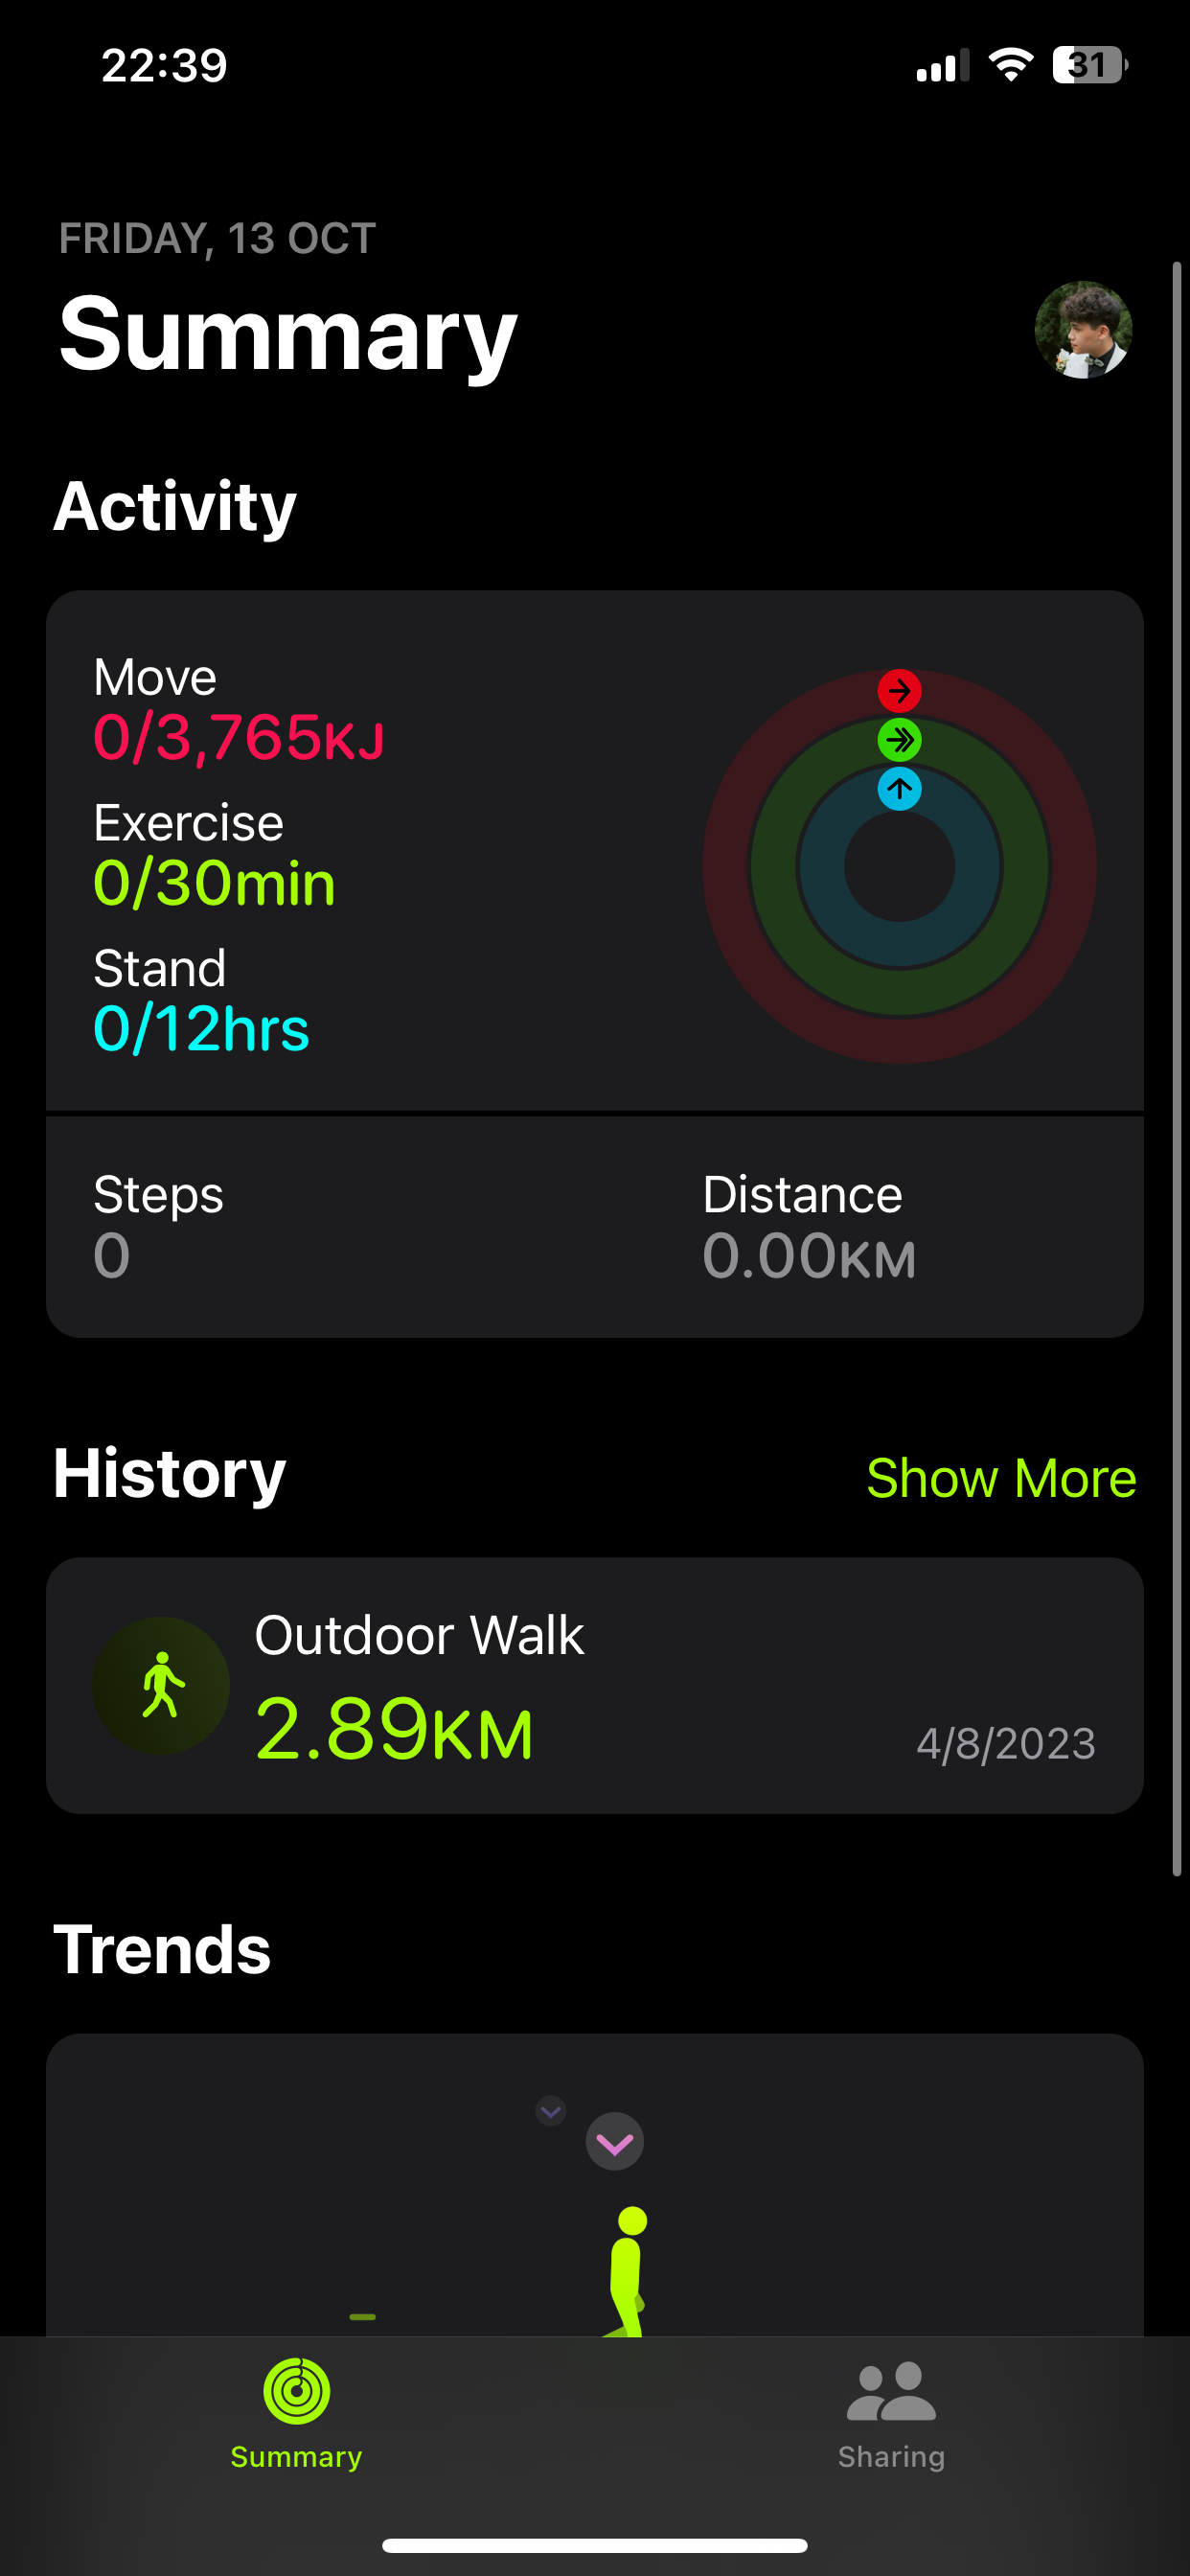 22:39
31
FRIDAY, 13 OCT
Summary
Activity
Move
0/3,765KJ
Exercise
0/30min
Stand
0/12hrs
Steps
Distance
0
0.00KM
History
Show More
Outdoor Walk
2.89KM
4/8/2023
Trends
Summary
Sharing